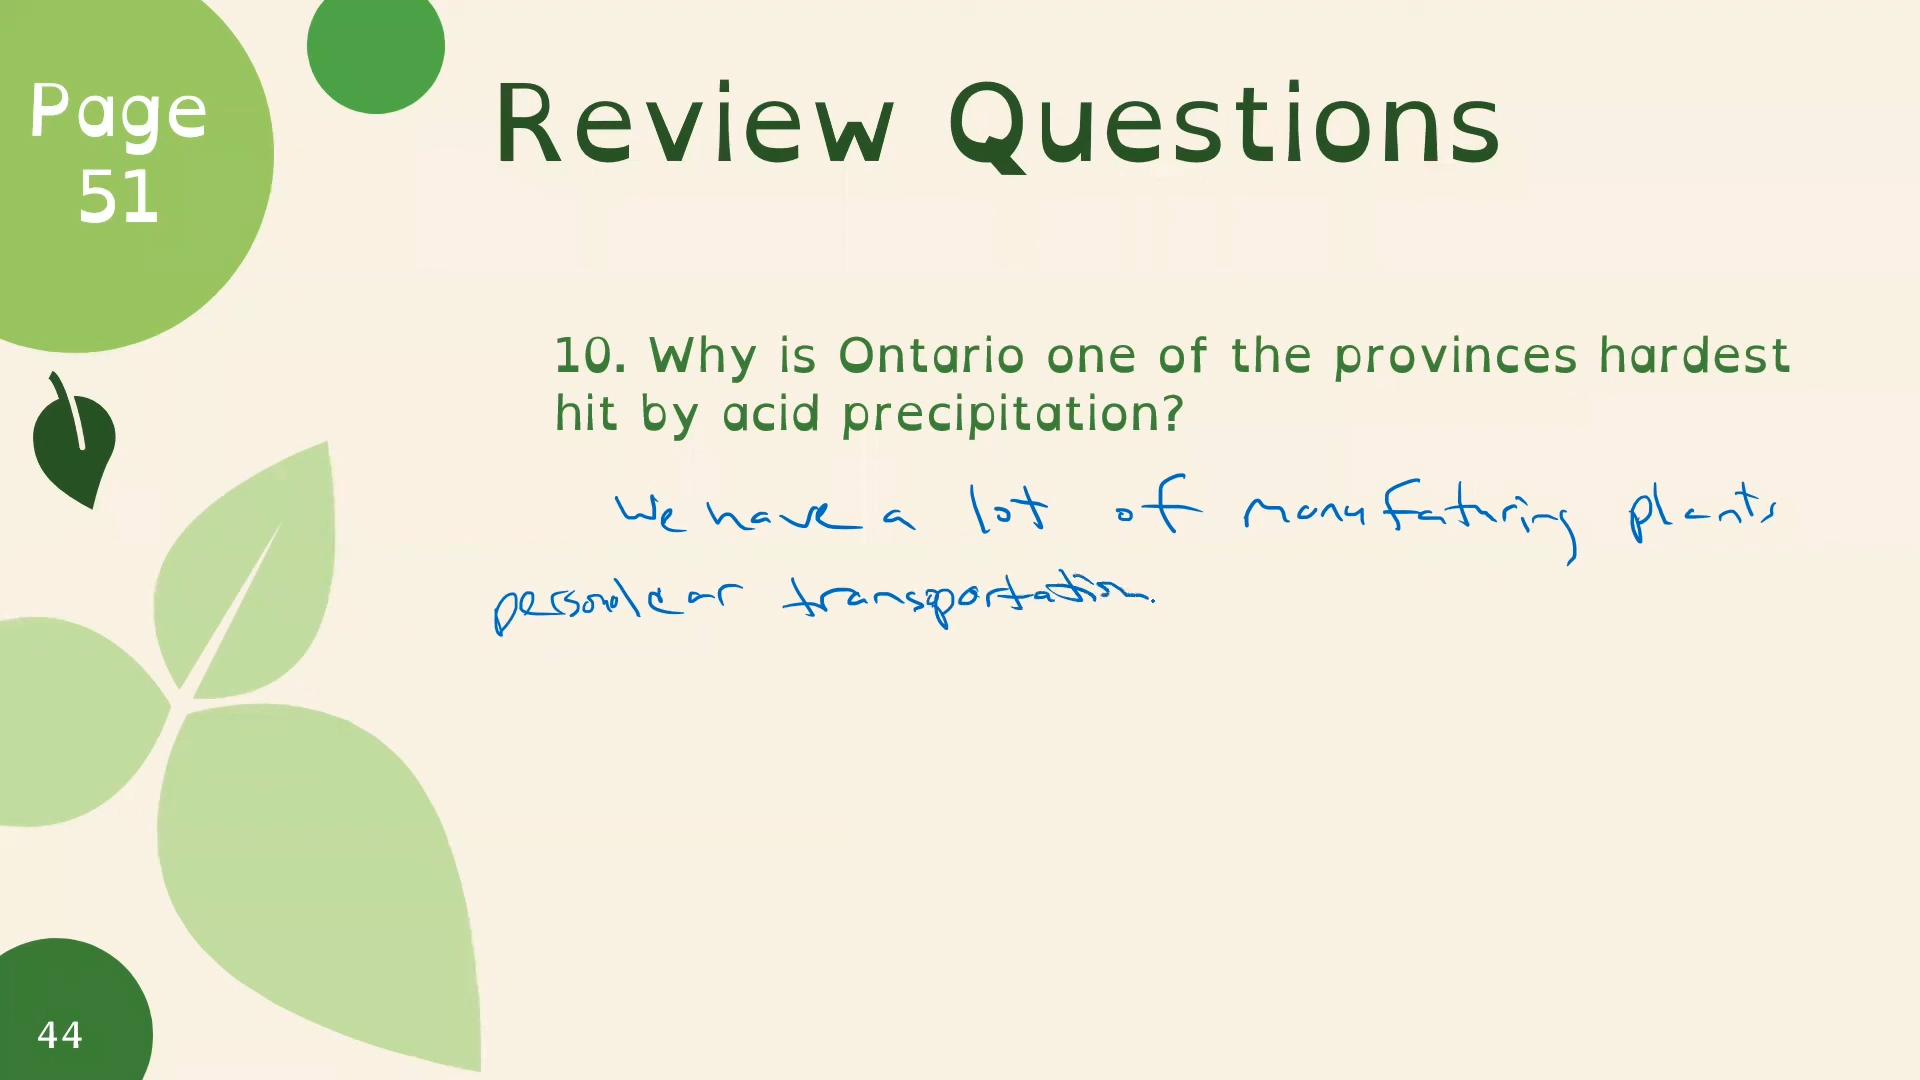 Page
51
Review Questions
10. Why is Ontario one of the provinces hardest
hit by acid precipitation?
We have a lot of manufaturing plants
personal car transportation.
44